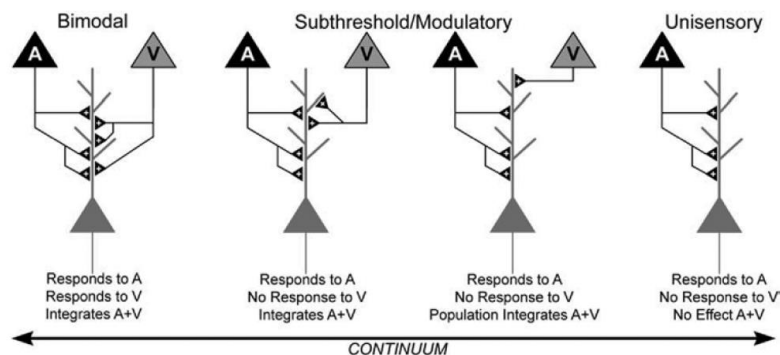 Bimodal
Subthreshold/Modulatory
Unisensory
A
V
A
V
A
V
A
Responds to A
Responds to V
Integrates A+V
Responds to A
No Response to V
Integrates A+V
Responds to A
No Response to V
Population Integrates A+V
Responds to A
No Response to V
No Effect A+V
CONTINUUM